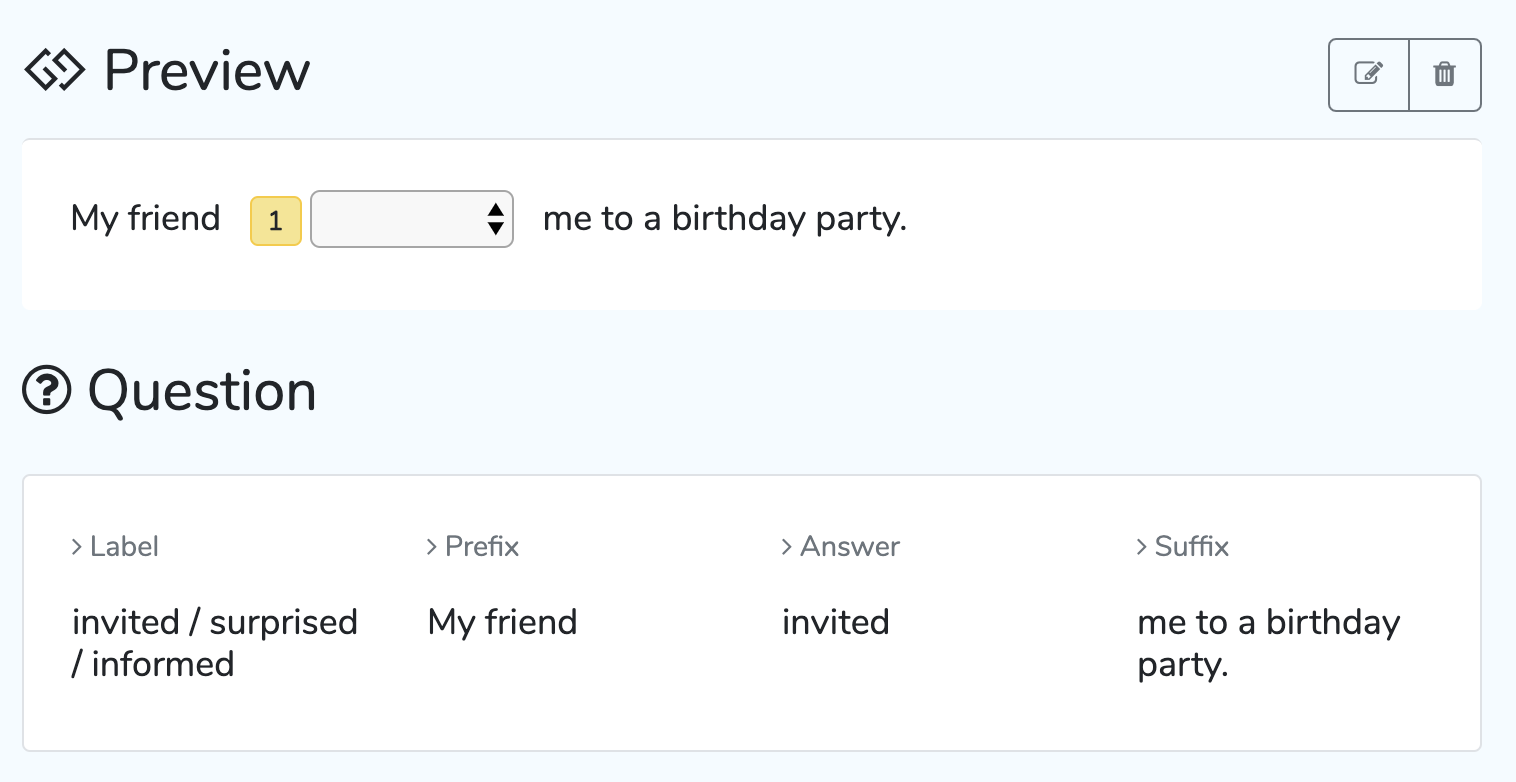 Preview
My friend 1 me to a birthday party.
Question
Label Prefix Answer Suffix
invited / surprised My friend invited me to a birthday
/ informed party.